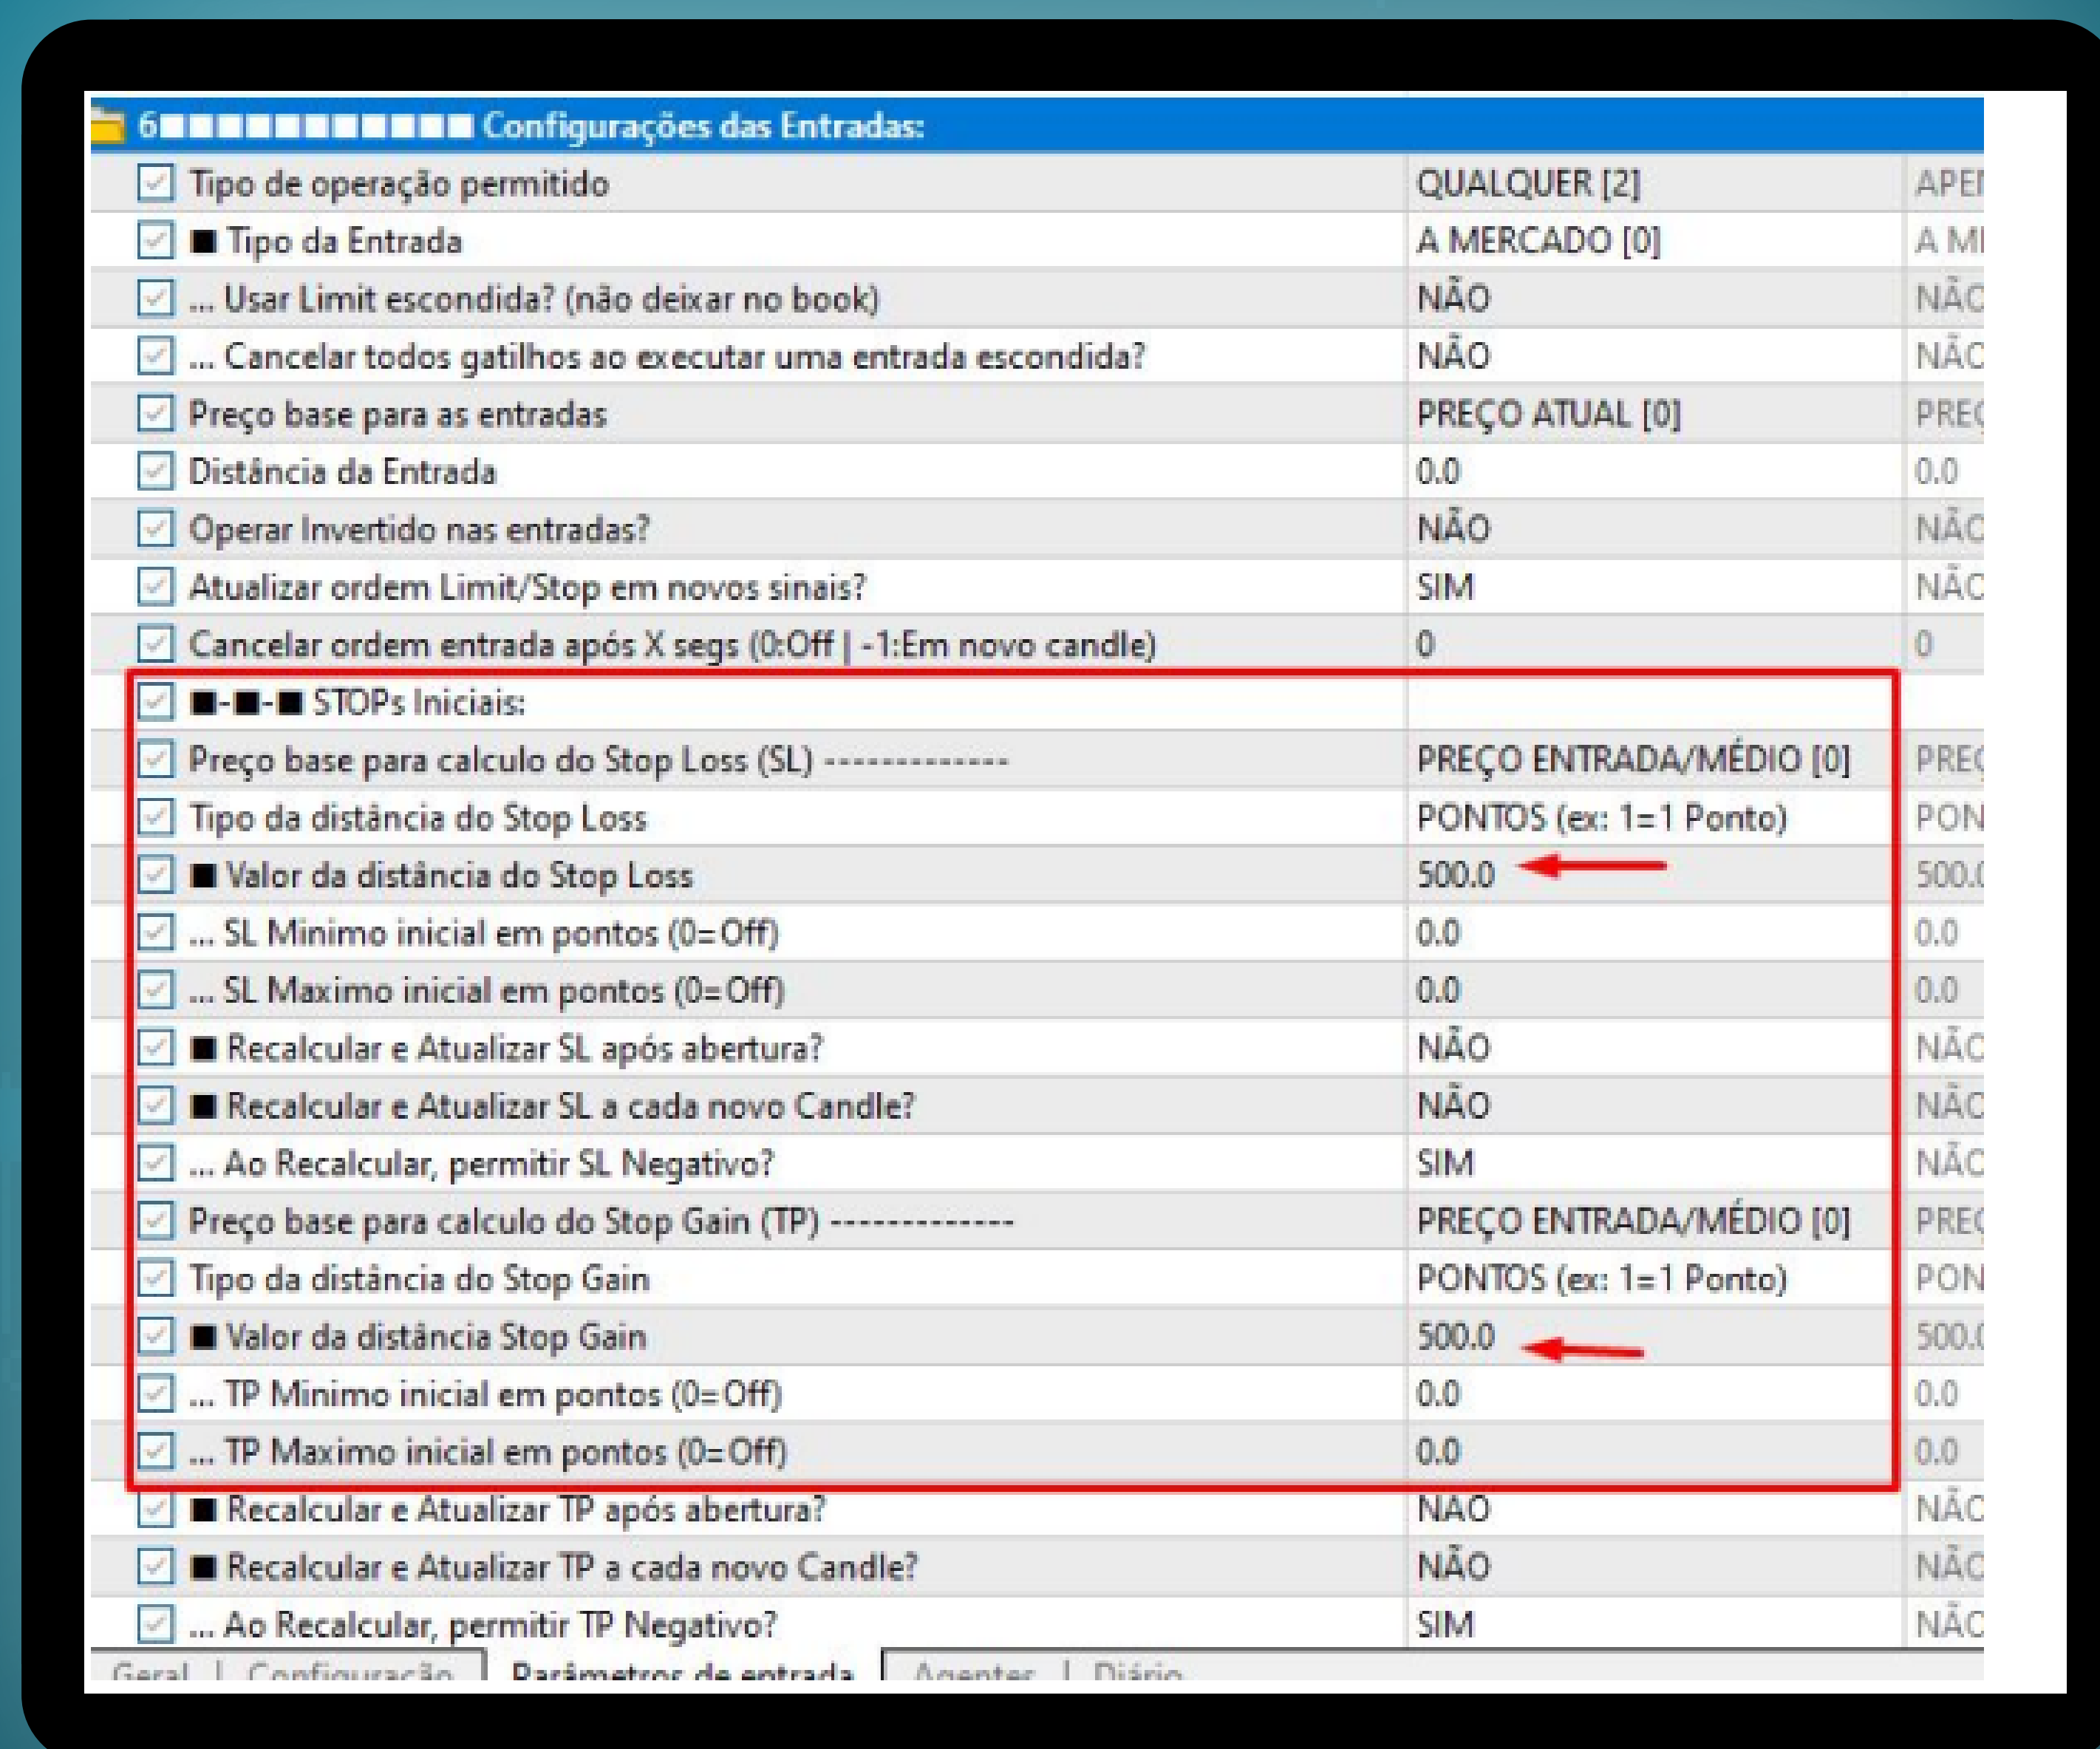 6■■■■■■■■■■■ Configurações das Entradas:
Tipo de operação permitido QUALQUER [2]
■ Tipo da Entrada A MERCADO [0]
... Usar Limit escondida? (não deixar no book) NÃO
... Cancelar todos gatilhos ao executar uma entrada escondida? NÃO
Preço base para as entradas PREÇO ATUAL [0]
Distância da Entrada 0.0 0.0
Operar Invertido nas entradas? NÃO
Atualizar ordem Limit/Stop em novos sinais? SIM
Cancelar ordem entrada após X segs (0:Off | -1:Em novo candle) 0 0
■-■-■ STOPs Iniciais:
Preço base para calculo do Stop Loss (SL) ------------- PREÇO ENTRADA/MÉDIO [0]
Tipo da distância do Stop Loss PONTOS (ex: 1=1 Ponto)
■ Valor da distância do Stop Loss 500.0
... SL Minimo inicial em pontos (0=Off) 0.0 0.0
... SL Maximo inicial em pontos (0=Off) 0.0 0.0
■ Recalcular e Atualizar SL após abertura? NÃO
■ Recalcular e Atualizar SL a cada novo Candle? NÃO
... Ao Recalcular, permitir SL Negativo? SIM
Preço base para calculo do Stop Gain (TP) ------------- PREÇO ENTRADA/MÉDIO [0]
Tipo da distância do Stop Gain PONTOS (ex: 1=1 Ponto)
■ Valor da distância Stop Gain 500.0
... TP Minimo inicial em pontos (0=Off) 0.0 0.0
... TP Maximo inicial em pontos (0=Off) 0.0 0.0
■ Recalcular e Atualizar TP após abertura? NÃO
■ Recalcular e Atualizar TP a cada novo Candle? NÃO
... Ao Recalcular, permitir TP Negativo? SIM
Geral | Configuração | Parâmetros de entrada | Agentes | Diário